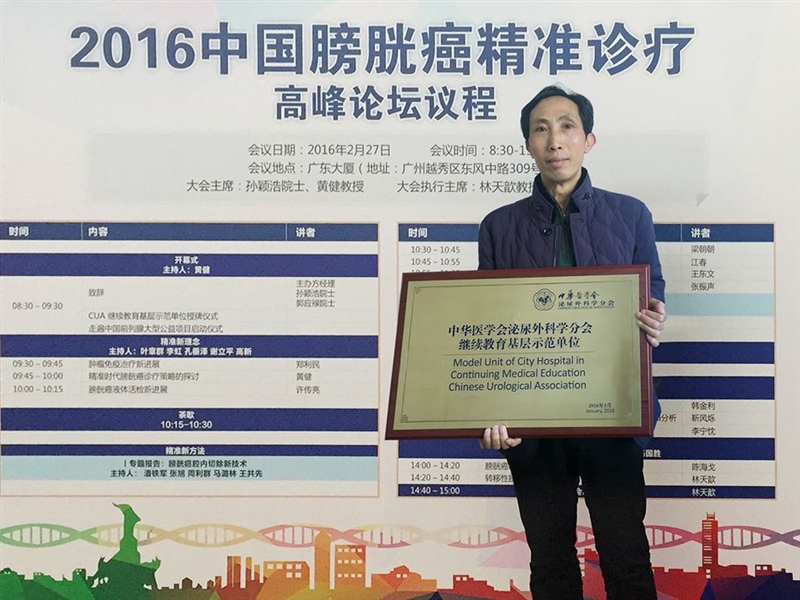 2016中国膀胱癌精准诊疗
高峰论坛议程
会议日期：2016年2月27日 会议时间：8:30-15
会议地点：广东大厦（地址：广州越秀区东风中路309号
大会主席：孙颖浩院士、黄健教授 大会执行主席：林天歆教授
时间 内容 讲者
开幕式
主持人：黄健
08:30 – 09:30 致辞 主办方经理
孙颖浩院士
郭应禄院士
CUA 继续教育基层示范单位授牌仪式
走遍中国前列腺大型公益项目启动仪式
精准新理念
主持人：叶章群 李虹 孔垂泽 谢立平 高新
09:30 – 09:45 肿瘤免疫治疗新进展 郑利民
09:45 – 10:00 精准时代膀胱癌诊疗策略的探讨 黄健
10:00 – 10:15 膀胱癌液体活检新进展 许传亮
茶歇
10:15-10:30
精准新方法
专题报告：膀胱癌腔内切除新技术
主持人：潘铁军 张旭 周利群 马潞林 王共先
讲者
10:30 – 10:45 梁朝朝
10:45 – 10:55 江春
王东文
张振声
韩金利
分析 靳风烁
李宁忱
国胜
14:00 – 14:20 膀胱 陈海戈
14:20 – 14:40 转移性 林天歆
14:40 – 15:00 林天歆
中华医学会
泌尿外科学分会
中华医学会泌尿外科学分会
继续教育基层示范单位
Model Unit of City Hospital in
Continuing Medical Education
Chinese Urological Association
2016年1月
January, 2016